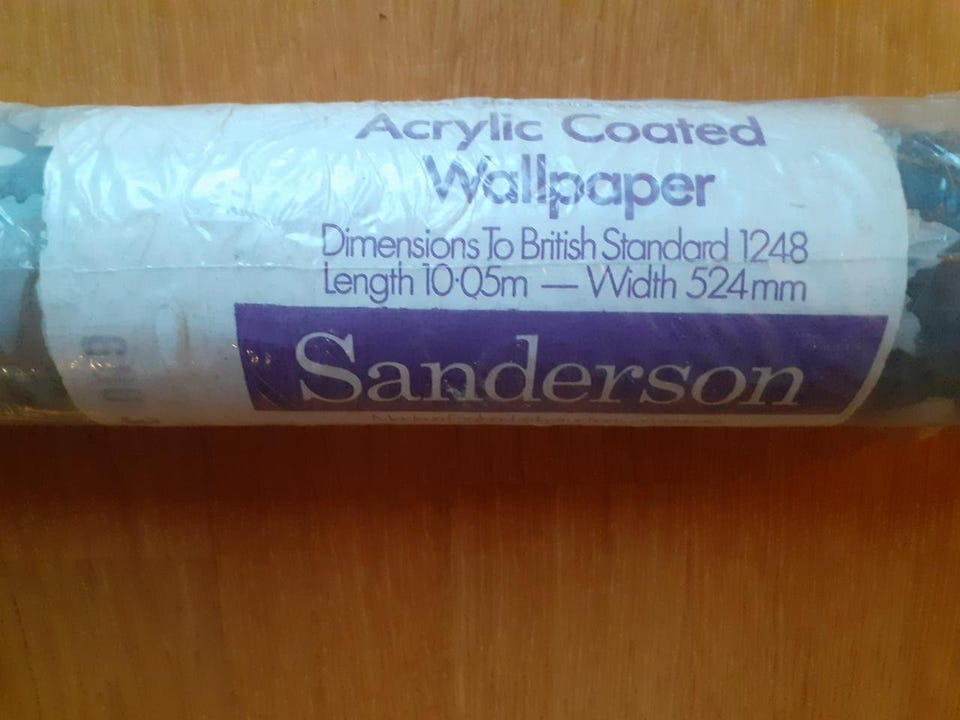 Acrylic Coated
Wallpaper
Dimensions To British Standard 1248
Length 10·05m — Width 524mm
Sanderson